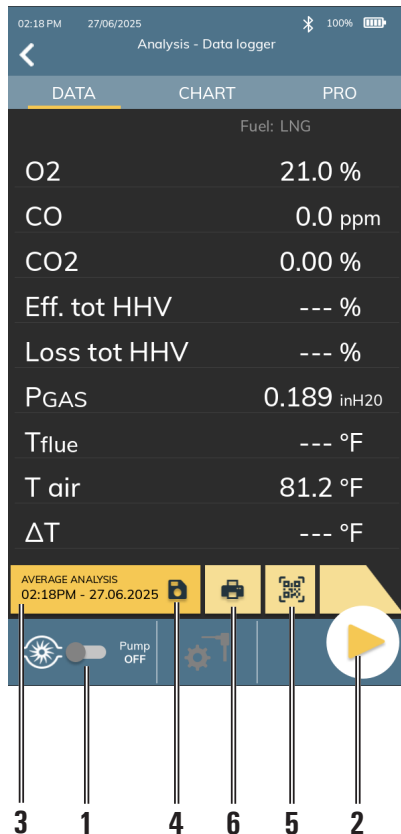 02:18 PM 27/06/2025 100%
Analysis - Data logger
DATA CHART PRO
Fuel: LNG
O2 21.0 %
CO 0.0 ppm
CO2 0.00 %
Eff. tot HHV --- %
Loss tot HHV --- %
PGAS 0.189 inH20
Tflue --- °F
T air 81.2 °F
ΔT --- °F
AVERAGE ANALYSIS
02:18PM - 27.06.2025
Pump
OFF
3 1 4 6 5 2